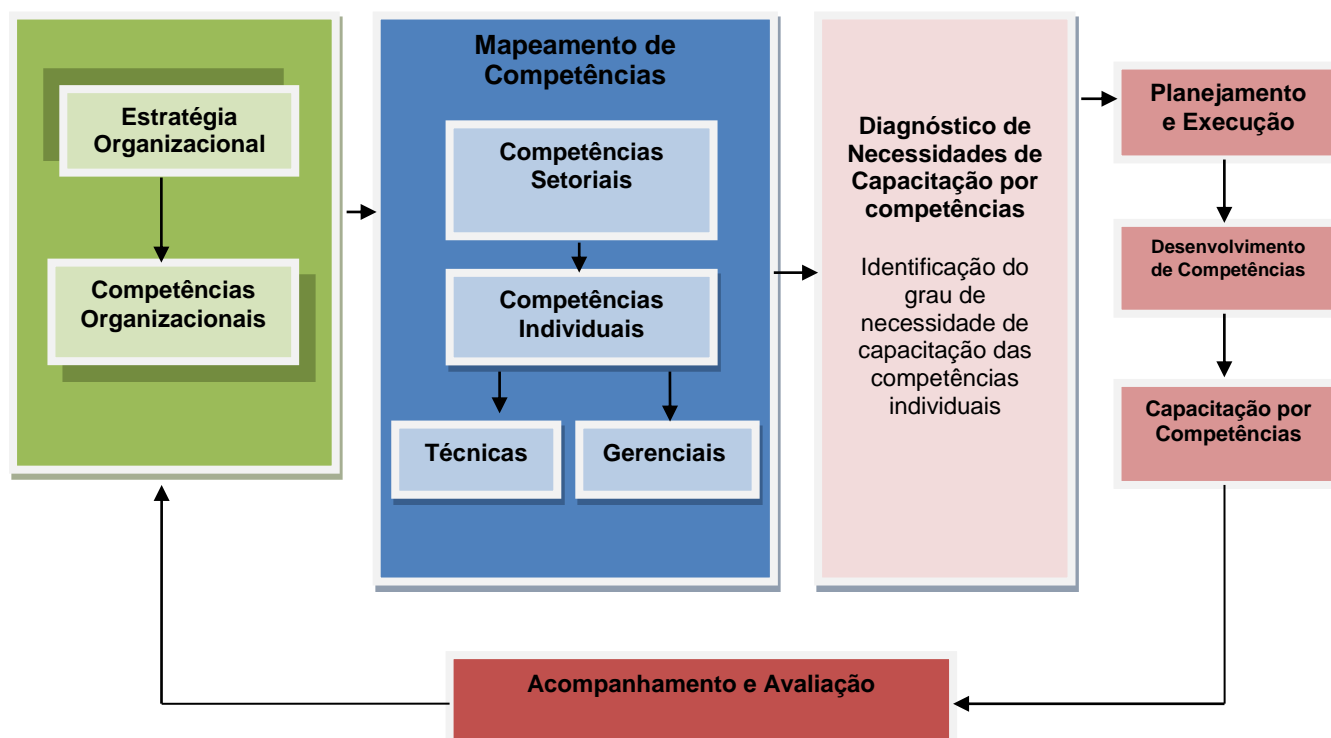 Estratégia
Organizacional
Competências
Organizacionais
Mapeamento de
Competências
Competências
Setoriais
Competências
Individuais
Técnicas
Gerenciais
Diagnóstico de
Necessidades de
Capacitação por
competências
Identificação do
grau de
necessidade de
capacitação das
competências
individuais
Planejamento
e Execução
Desenvolvimento
de Competências
Capacitação por
Competências
Acompanhamento e Avaliação